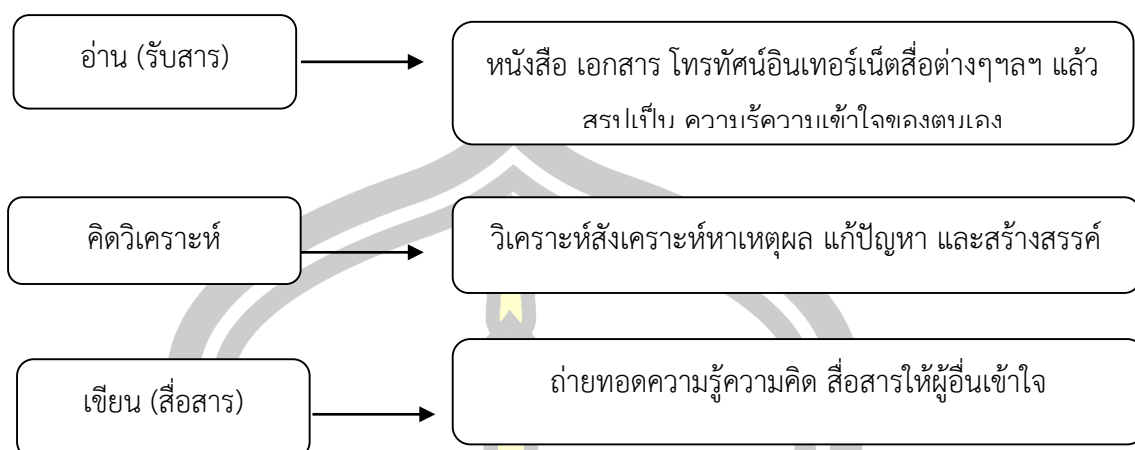 อ่าน (รับสาร)
หนังสือ เอกสาร โทรทัศน์อินเทอร์เน็ตสื่อต่างๆฯลฯ แล้ว
สรุปเป็น ความรู้ความเข้าใจของตนเอง
คิดวิเคราะห์
วิเคราะห์สังเคราะห์หาเหตุผล แก้ปัญหา และสร้างสรรค์
เขียน (สื่อสาร)
ถ่ายทอดความรู้ความคิด สื่อสารให้ผู้อื่นเข้าใจ